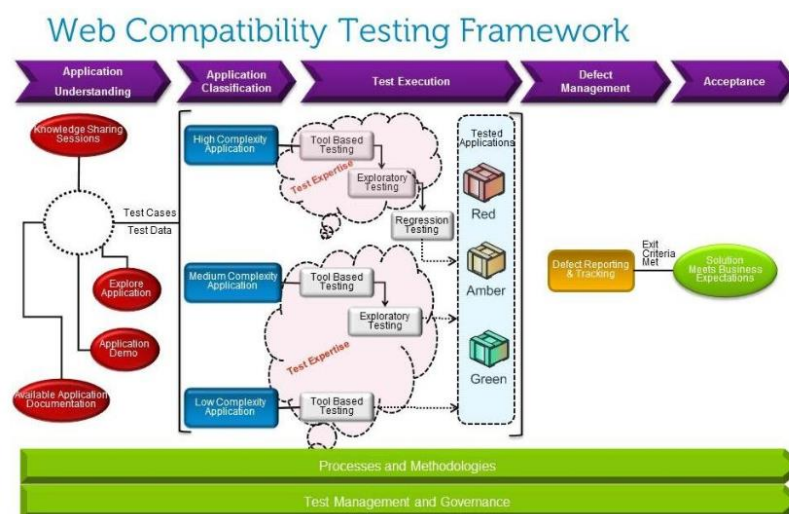 Web Compatibility Testing Framework
Application
Understanding
Application
Classification
Test Execution
Defect
Management
Acceptance
Knowledge Sharing
Sessions
Test Cases
Test Data
Explore
Application
Application
Demo
Available Application
Documentation
High Complexity
Application
Tool Based
Testing
Test Expertise
Exploratory
Testing
Regression
Testing
Medium Complexity
Application
Tool Based
Testing
Exploratory
Testing
Test Expertise
Low Complexity
Application
Tool Based
Testing
Tested
Applications
Red
Amber
Green
Defect Reporting
& Tracking
Exit
Criteria
Met
Solution
Meets Business
Expectations
Processes and Methodologies
Test Management and Governance